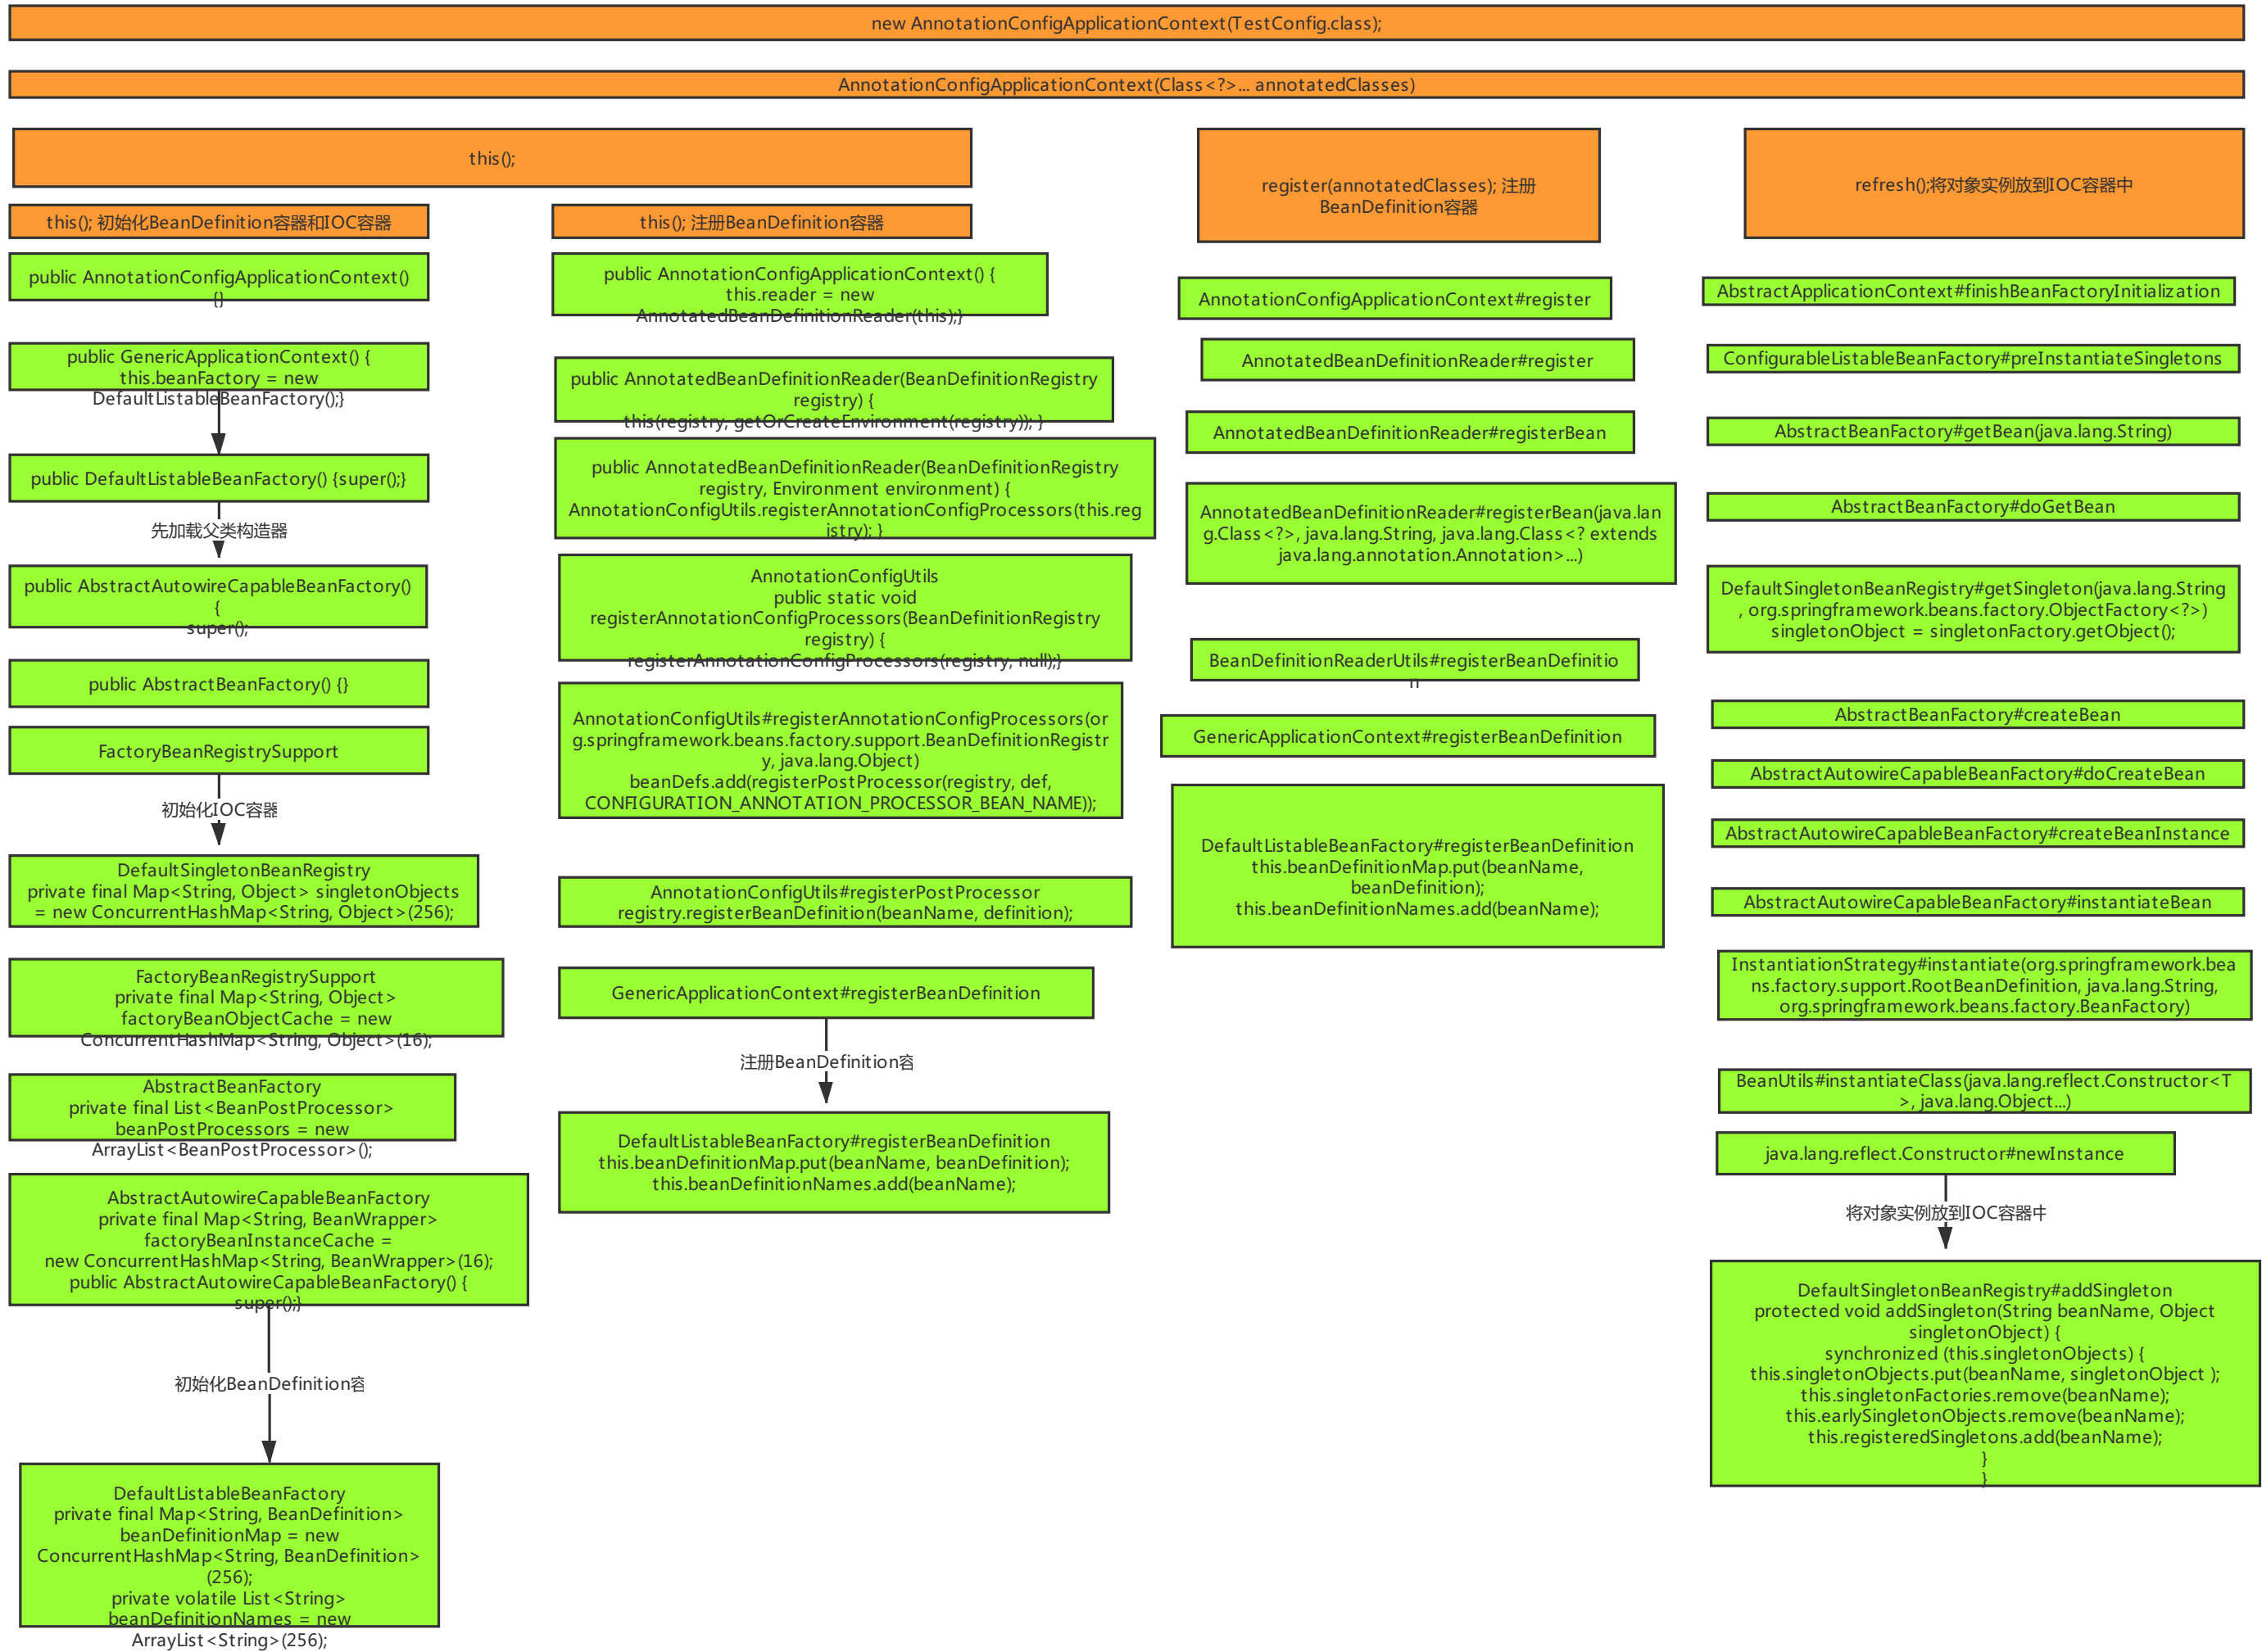 new AnnotationConfigApplicationContext(TestConfig.class);
AnnotationConfigApplicationContext(Class<?>... annotatedClasses)
this();
this(); 初始化BeanDefinition容器和IOC容器
public AnnotationConfigApplicationContext()
{}
public GenericApplicationContext() {
this.beanFactory = new
DefaultListableBeanFactory();}
public DefaultListableBeanFactory() {super();}
先加载父类构造器
public AbstractAutowireCapableBeanFactory()
{
super();
public AbstractBeanFactory() {}
FactoryBeanRegistrySupport
初始化IOC容器
DefaultSingletonBeanRegistry
private final Map<String, Object> singletonObjects
= new ConcurrentHashMap<String, Object>(256);
FactoryBeanRegistrySupport
private final Map<String, Object>
factoryBeanObjectCache = new
ConcurrentHashMap<String, Object>(16);
AbstractBeanFactory
private final List<BeanPostProcessor>
beanPostProcessors = new
ArrayList<BeanPostProcessor>();
AbstractAutowireCapableBeanFactory
private final Map<String, BeanWrapper>
factoryBeanInstanceCache =
new ConcurrentHashMap<String, BeanWrapper>(16);
public AbstractAutowireCapableBeanFactory() {
super();}
初始化BeanDefinition容
DefaultListableBeanFactory
private final Map<String, BeanDefinition>
beanDefinitionMap = new
ConcurrentHashMap<String, BeanDefinition>
(256);
private volatile List<String>
beanDefinitionNames = new
ArrayList<String>(256);
this(); 注册BeanDefinition容器
public AnnotationConfigApplicationContext() {
this.reader = new
AnnotatedBeanDefinitionReader(this);}
public AnnotatedBeanDefinitionReader(BeanDefinitionRegistry
registry) {
this(registry, getOrCreateEnvironment(registry)); }
public AnnotatedBeanDefinitionReader(BeanDefinitionRegistry
registry, Environment environment) {
AnnotationConfigUtils.registerAnnotationConfigProcessors(this.reg
istry); }
AnnotationConfigUtils
public static void
registerAnnotationConfigProcessors(BeanDefinitionRegistry
registry) {
registerAnnotationConfigProcessors(registry, null);}
AnnotationConfigUtils#registerAnnotationConfigProcessors(or
g.springframework.beans.factory.support.BeanDefinitionRegistr
y, java.lang.Object)
beanDefs.add(registerPostProcessor(registry, def,
CONFIGURATION_ANNOTATION_PROCESSOR_BEAN_NAME));
AnnotationConfigUtils#registerPostProcessor
registry.registerBeanDefinition(beanName, definition);
GenericApplicationContext#registerBeanDefinition
注册BeanDefinition容
DefaultListableBeanFactory#registerBeanDefinition
this.beanDefinitionMap.put(beanName, beanDefinition);
this.beanDefinitionNames.add(beanName);
register(annotatedClasses); 注册
BeanDefinition容器
AnnotationConfigApplicationContext#register
AnnotatedBeanDefinitionReader#register
AnnotatedBeanDefinitionReader#registerBean
AnnotatedBeanDefinitionReader#registerBean(java.lan
g.Class<?>, java.lang.String, java.lang.Class<? extends
java.lang.annotation.Annotation>...)
BeanDefinitionReaderUtils#registerBeanDefinitio
n
GenericApplicationContext#registerBeanDefinition
DefaultListableBeanFactory#registerBeanDefinition
this.beanDefinitionMap.put(beanName,
beanDefinition);
this.beanDefinitionNames.add(beanName);
refresh();将对象实例放到IOC容器中
AbstractApplicationContext#finishBeanFactoryInitialization
ConfigurableListableBeanFactory#preInstantiateSingletons
AbstractBeanFactory#getBean(java.lang.String)
AbstractBeanFactory#doGetBean
DefaultSingletonBeanRegistry#getSingleton(java.lang.String
, org.springframework.beans.factory.ObjectFactory<?>)
singletonObject = singletonFactory.getObject();
AbstractBeanFactory#createBean
AbstractAutowireCapableBeanFactory#doCreateBean
AbstractAutowireCapableBeanFactory#createBeanInstance
AbstractAutowireCapableBeanFactory#instantiateBean
InstantiationStrategy#instantiate(org.springframework.bea
ns.factory.support.RootBeanDefinition, java.lang.String,
org.springframework.beans.factory.BeanFactory)
BeanUtils#instantiateClass(java.lang.reflect.Constructor<T
>, java.lang.Object...)
java.lang.reflect.Constructor#newInstance
将对象实例放到IOC容器中
DefaultSingletonBeanRegistry#addSingleton
protected void addSingleton(String beanName, Object
singletonObject) {
synchronized (this.singletonObjects) {
this.singletonObjects.put(beanName, singletonObject );
this.singletonFactories.remove(beanName);
this.earlySingletonObjects.remove(beanName);
this.registeredSingletons.add(beanName);
}
}